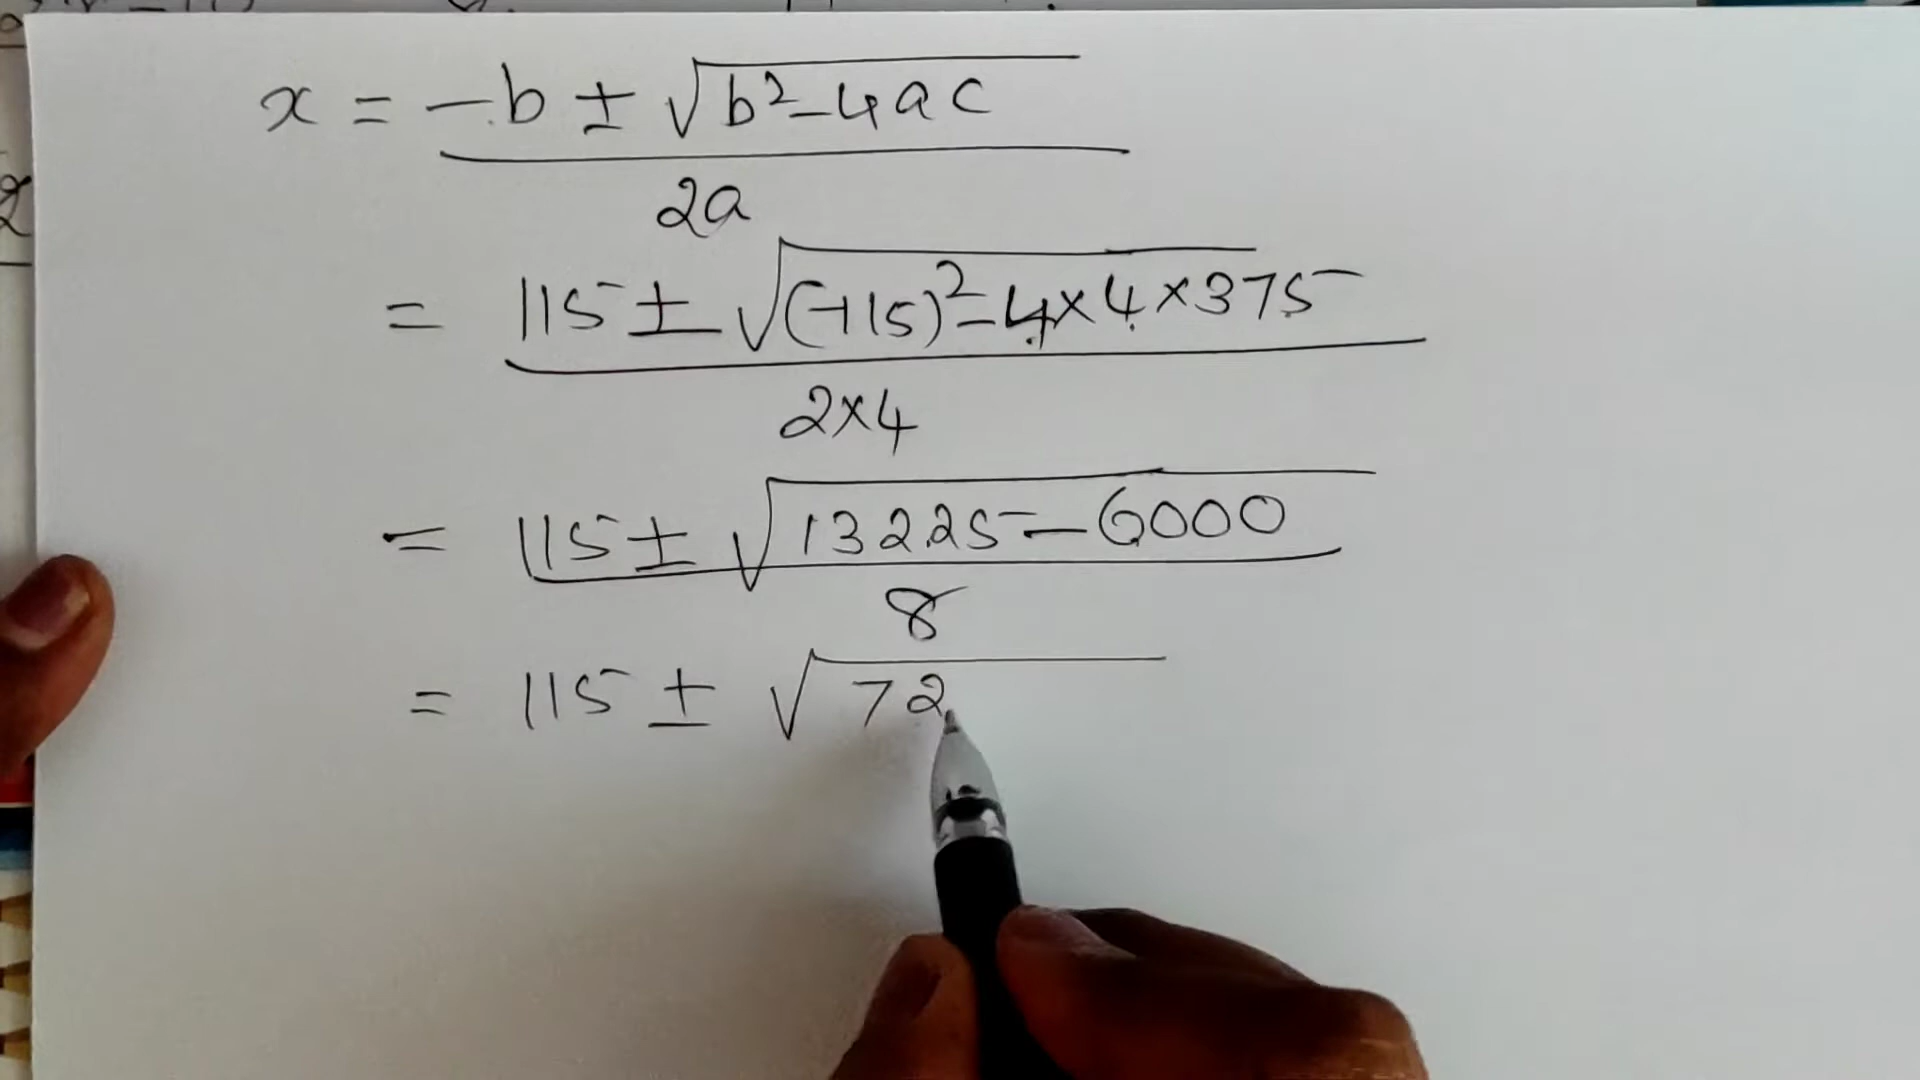 x = -b ± √b²-4ac
2a
= 115 ± √(-115)²-4×4×375
2×4
= 115 ± √13225-6000
8
= 115 ± √72